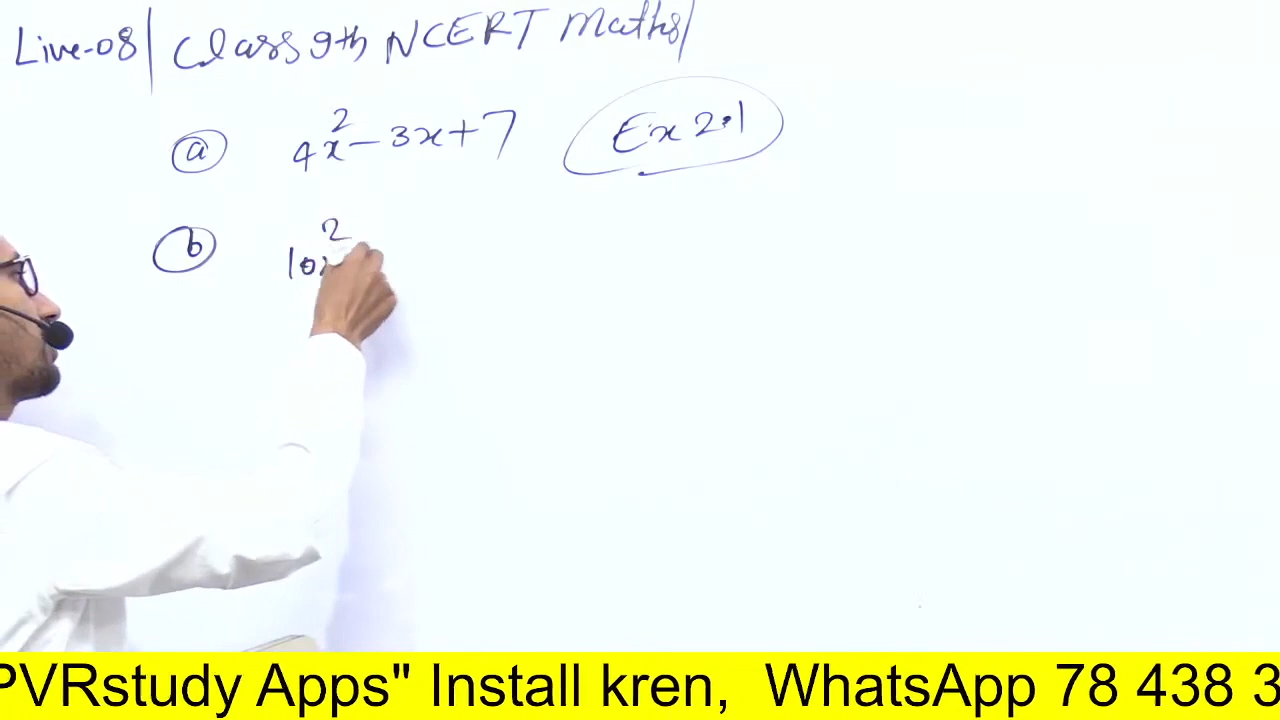 Live-08| Class 9th NCERT Maths|
(a) 4x² - 3x + 7 Ex 2.1
(b) 10x²
PVRstudy Apps" Install kren, WhatsApp 78 438 3